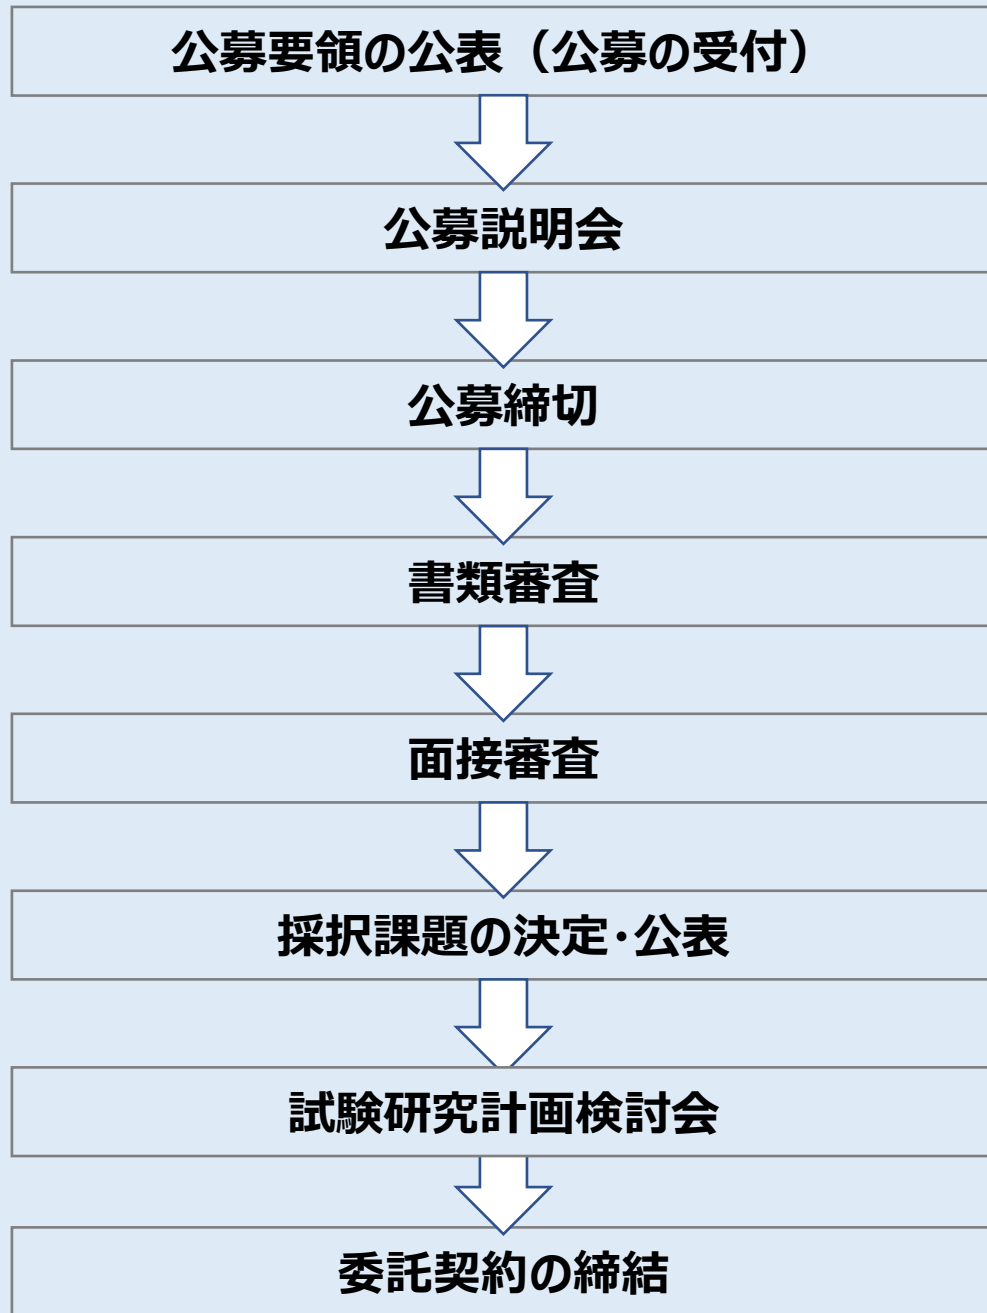 公募要領の公表（公募の受付）
公募説明会
公募締切
書類審査
面接審査
採択課題の決定･公表
試験研究計画検討会
委託契約の締結